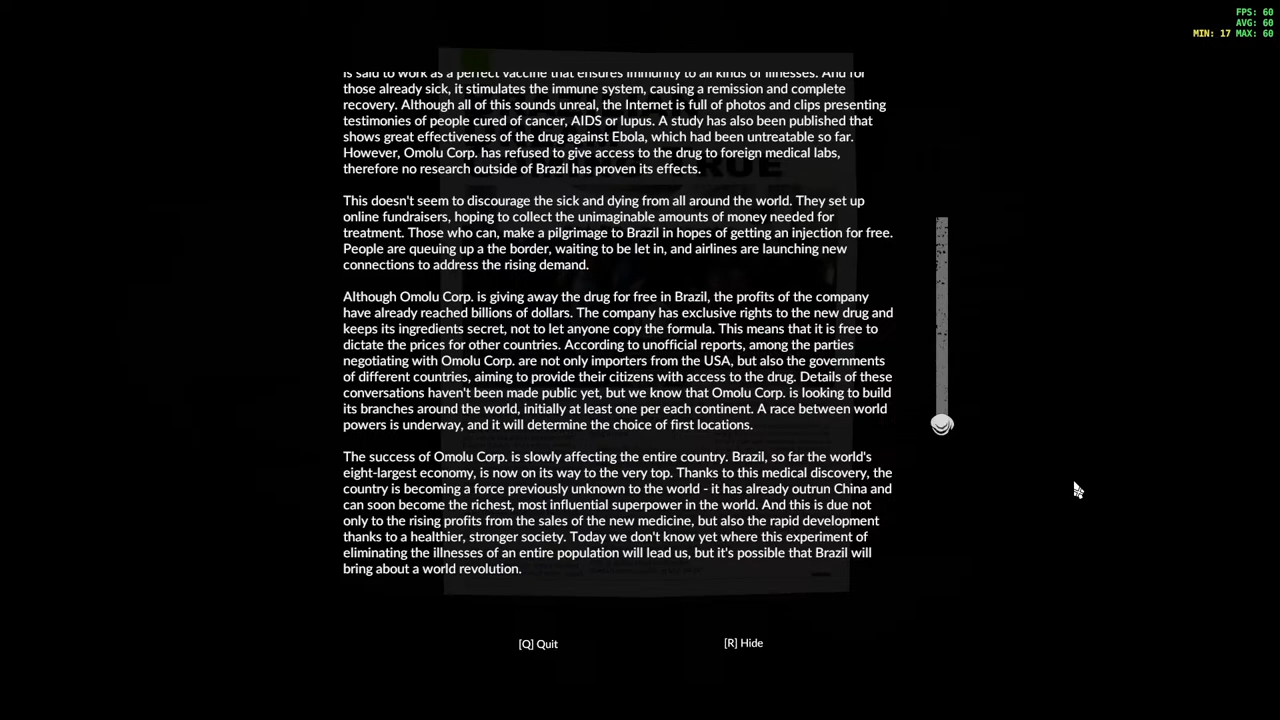 FPS: 60
AVG: 60
MIN: 17 MAX: 60
is said to work as a perfect vaccine that ensures immunity to all kinds of illnesses. And for
those already sick, it stimulates the immune system, causing a remission and complete
recovery. Although all of this sounds unreal, the Internet is full of photos and clips presenting
testimonies of people cured of cancer, AIDS or lupus. A study has also been published that
shows great effectiveness of the drug against Ebola, which had been untreatable so far.
However, Omolu Corp. has refused to give access to the drug to foreign medical labs,
therefore no research outside of Brazil has proven its effects.
This doesn't seem to discourage the sick and dying from all around the world. They set up
online fundraisers, hoping to collect the unimaginable amounts of money needed for
treatment. Those who can, make a pilgrimage to Brazil in hopes of getting an injection for free.
People are queuing up a the border, waiting to be let in, and airlines are launching new
connections to address the rising demand.
Although Omolu Corp. is giving away the drug for free in Brazil, the profits of the company
have already reached billions of dollars. The company has exclusive rights to the new drug and
keeps its ingredients secret, not to let anyone copy the formula. This means that it is free to
dictate the prices for other countries. According to unofficial reports, among the parties
negotiating with Omolu Corp. are not only importers from the USA, but also the governments
of different countries, aiming to provide their citizens with access to the drug. Details of these
conversations haven't been made public yet, but we know that Omolu Corp. is looking to build
its branches around the world, initially at least one per each continent. A race between world
powers is underway, and it will determine the choice of first locations.
The success of Omolu Corp. is slowly affecting the entire country. Brazil, so far the world's
eight-largest economy, is now on its way to the very top. Thanks to this medical discovery, the
country is becoming a force previously unknown to the world - it has already outrun China and
can soon become the richest, most influential superpower in the world. And this is due not
only to the rising profits from the sales of the new medicine, but also the rapid development
thanks to a healthier, stronger society. Today we don't know yet where this experiment of
eliminating the illnesses of an entire population will lead us, but it's possible that Brazil will
bring about a world revolution.
[Q] Quit
[R] Hide